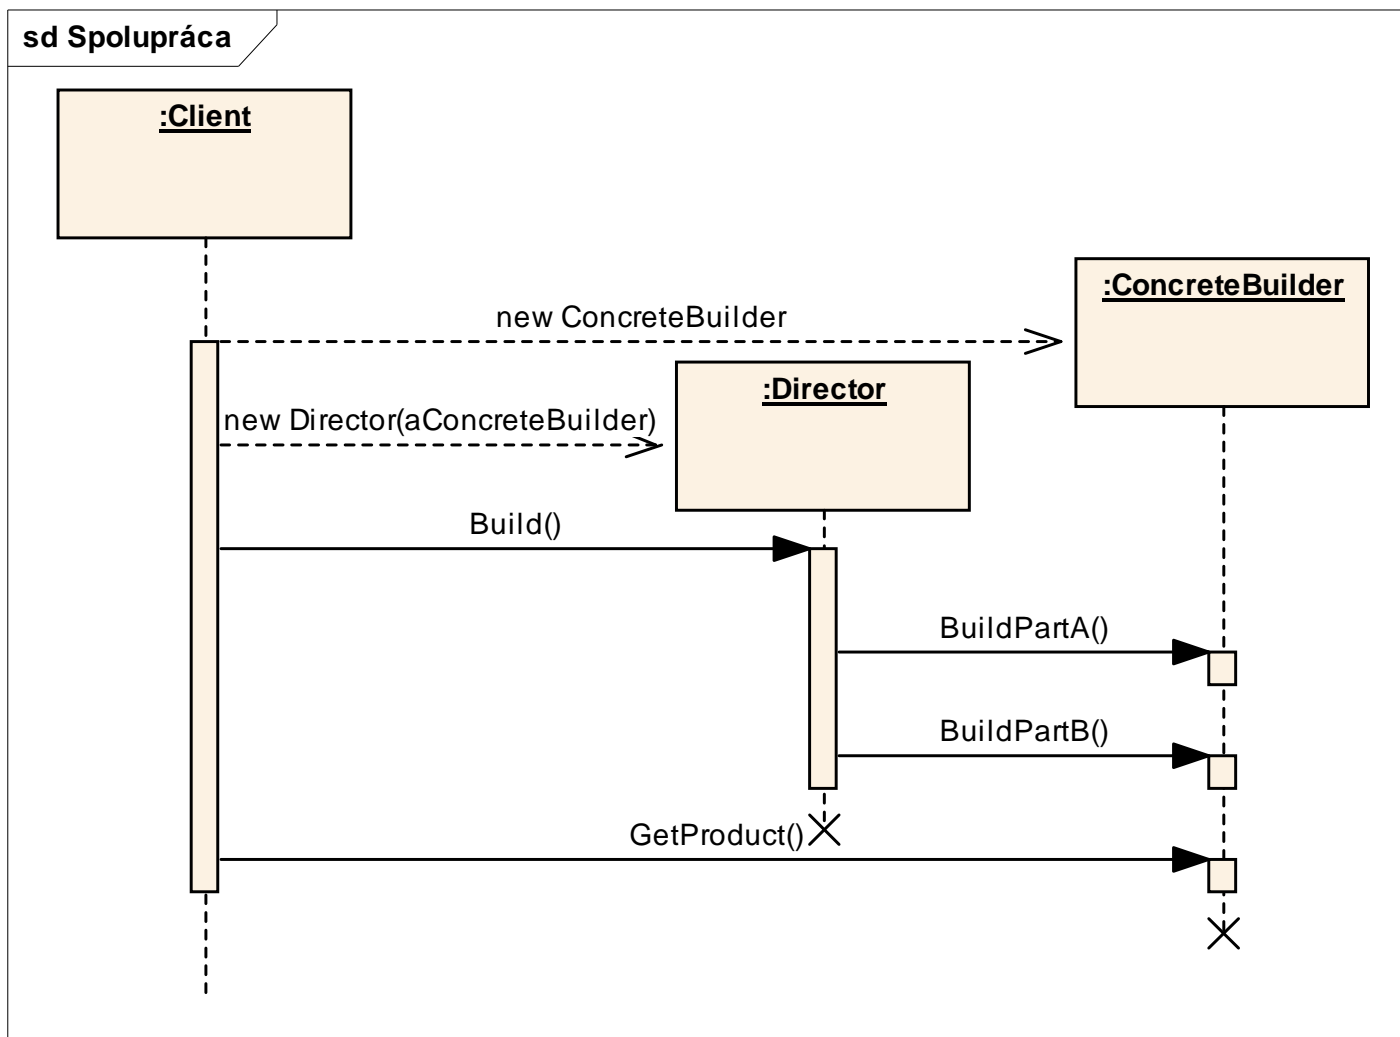 sd Spolupráca
:Client
:ConcreteBuilder
new ConcreteBuilder
:Director
new Director(aConcreteBuilder)
Build()
BuildPartA()
BuildPartB()
GetProduct()